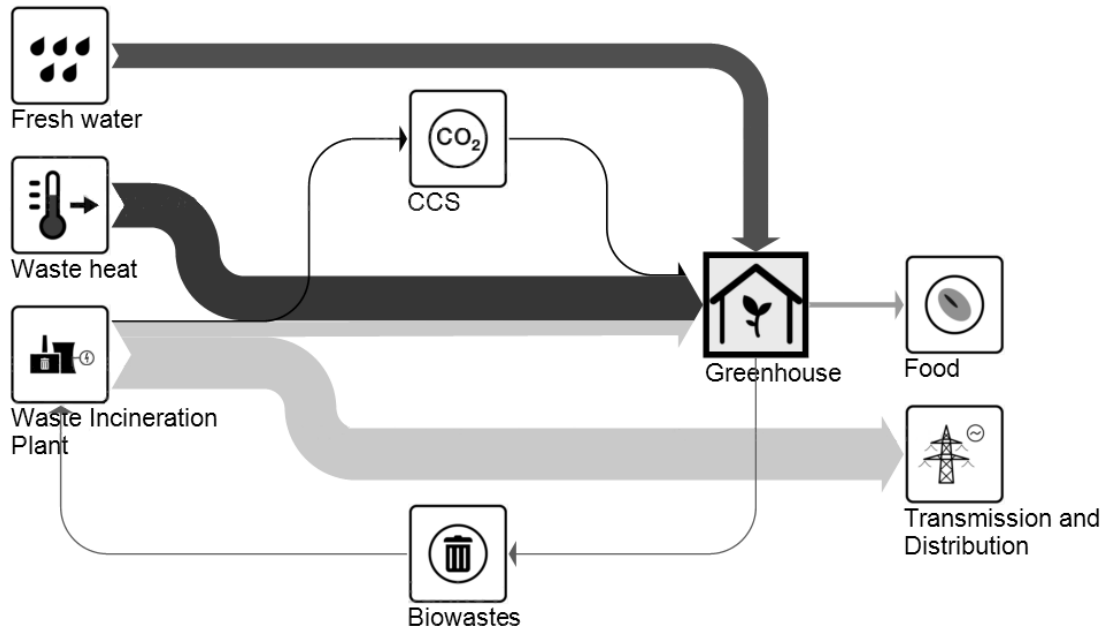 Fresh water
CO₂
CCS
Waste heat
Greenhouse
Food
Waste Incineration
Plant
Transmission and
Distribution
Biowastes